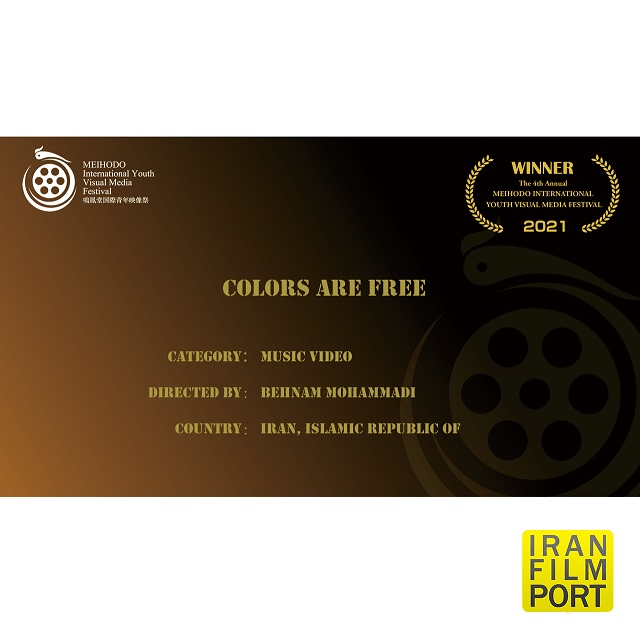 MEIHODO
International Youth
Visual Media
Festival
鳴鳳堂国際青年映像祭
WINNER
The 4th Annual
MEIHODO INTERNATIONAL
YOUTH VISUAL MEDIA FESTIVAL
2021
COLORS ARE FREE
CATEGORY: MUSIC VIDEO
DIRECTED BY: BEHNAM MOHAMMADI
COUNTRY: IRAN, ISLAMIC REPUBLIC OF
IRAN
FILM
PORT